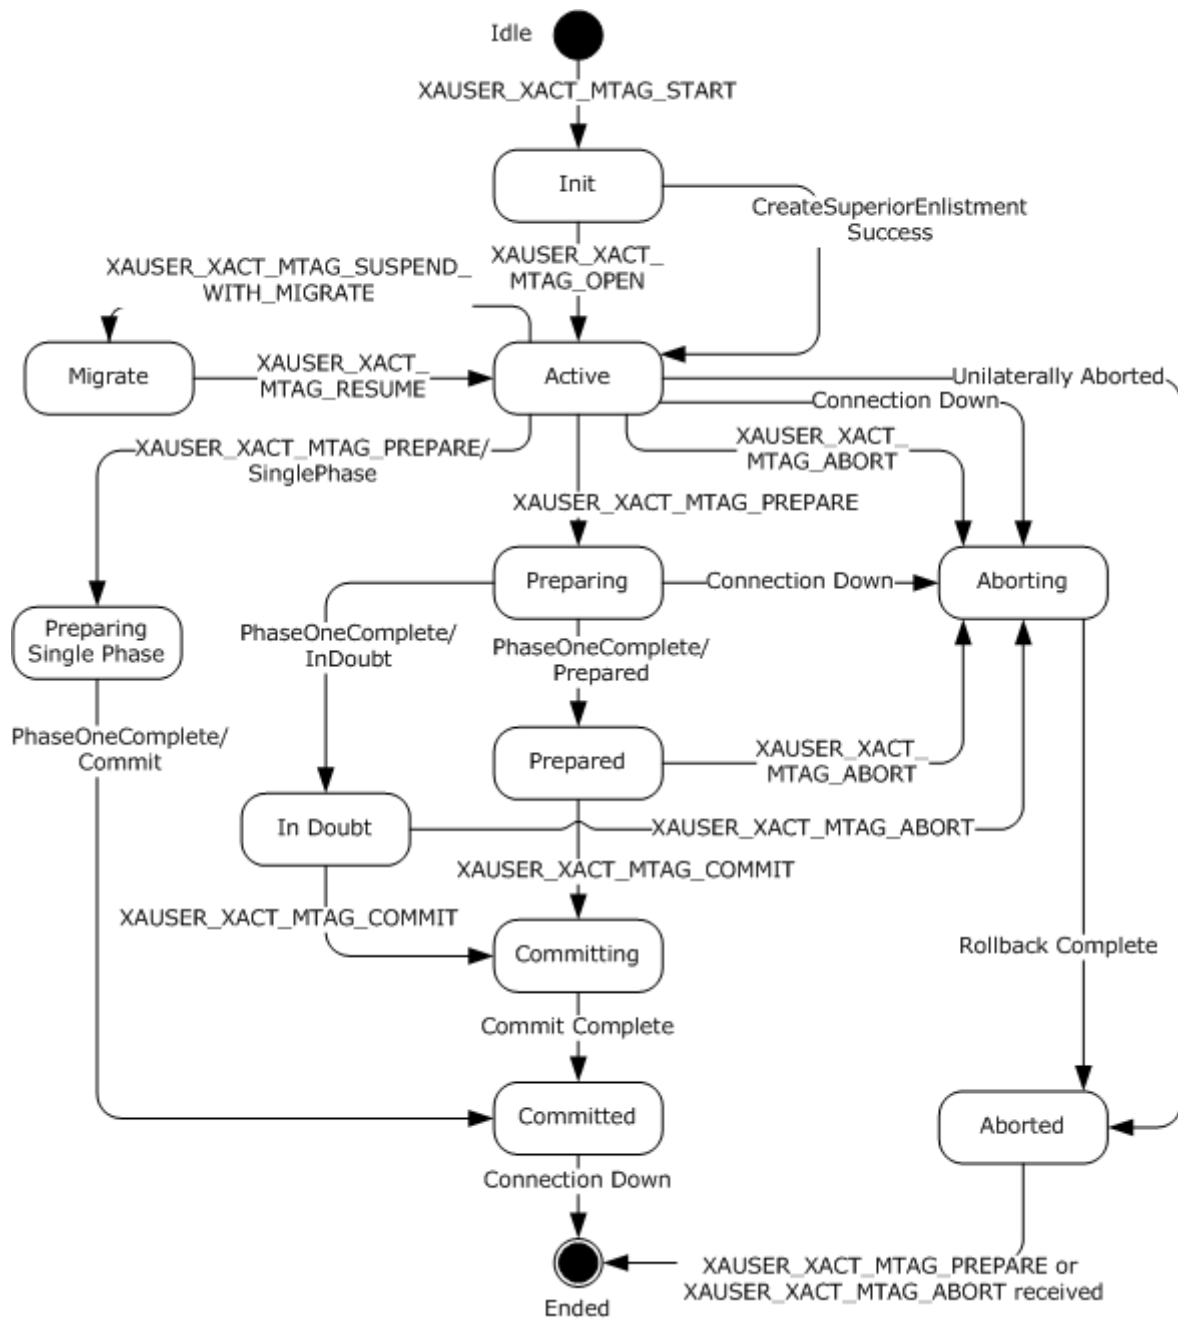 Idle
XAUSER_XACT_MTAG_START
Init
CreateSuperiorEnlistment
Success
XAUSER_XACT_
MTAG_OPEN
XAUSER_XACT_MTAG_SUSPEND_
WITH_MIGRATE
Migrate
XAUSER_XACT_
MTAG_RESUME
Active
Unilaterally Aborted
Connection Down
XAUSER_XACT_
MTAG_ABORT
XAUSER_XACT_MTAG_PREPARE/
SinglePhase
XAUSER_XACT_MTAG_PREPARE
Preparing
Connection Down
Aborting
Preparing
Single Phase
PhaseOneComplete/
InDoubt
PhaseOneComplete/
Prepared
PhaseOneComplete/
Commit
Prepared
XAUSER_XACT_
MTAG_ABORT
In Doubt
XAUSER_XACT_MTAG_ABORT
XAUSER_XACT_MTAG_COMMIT
XAUSER_XACT_MTAG_COMMIT
Committing
Rollback Complete
Commit Complete
Committed
Aborted
Connection Down
XAUSER_XACT_MTAG_PREPARE or
XAUSER_XACT_MTAG_ABORT received
Ended